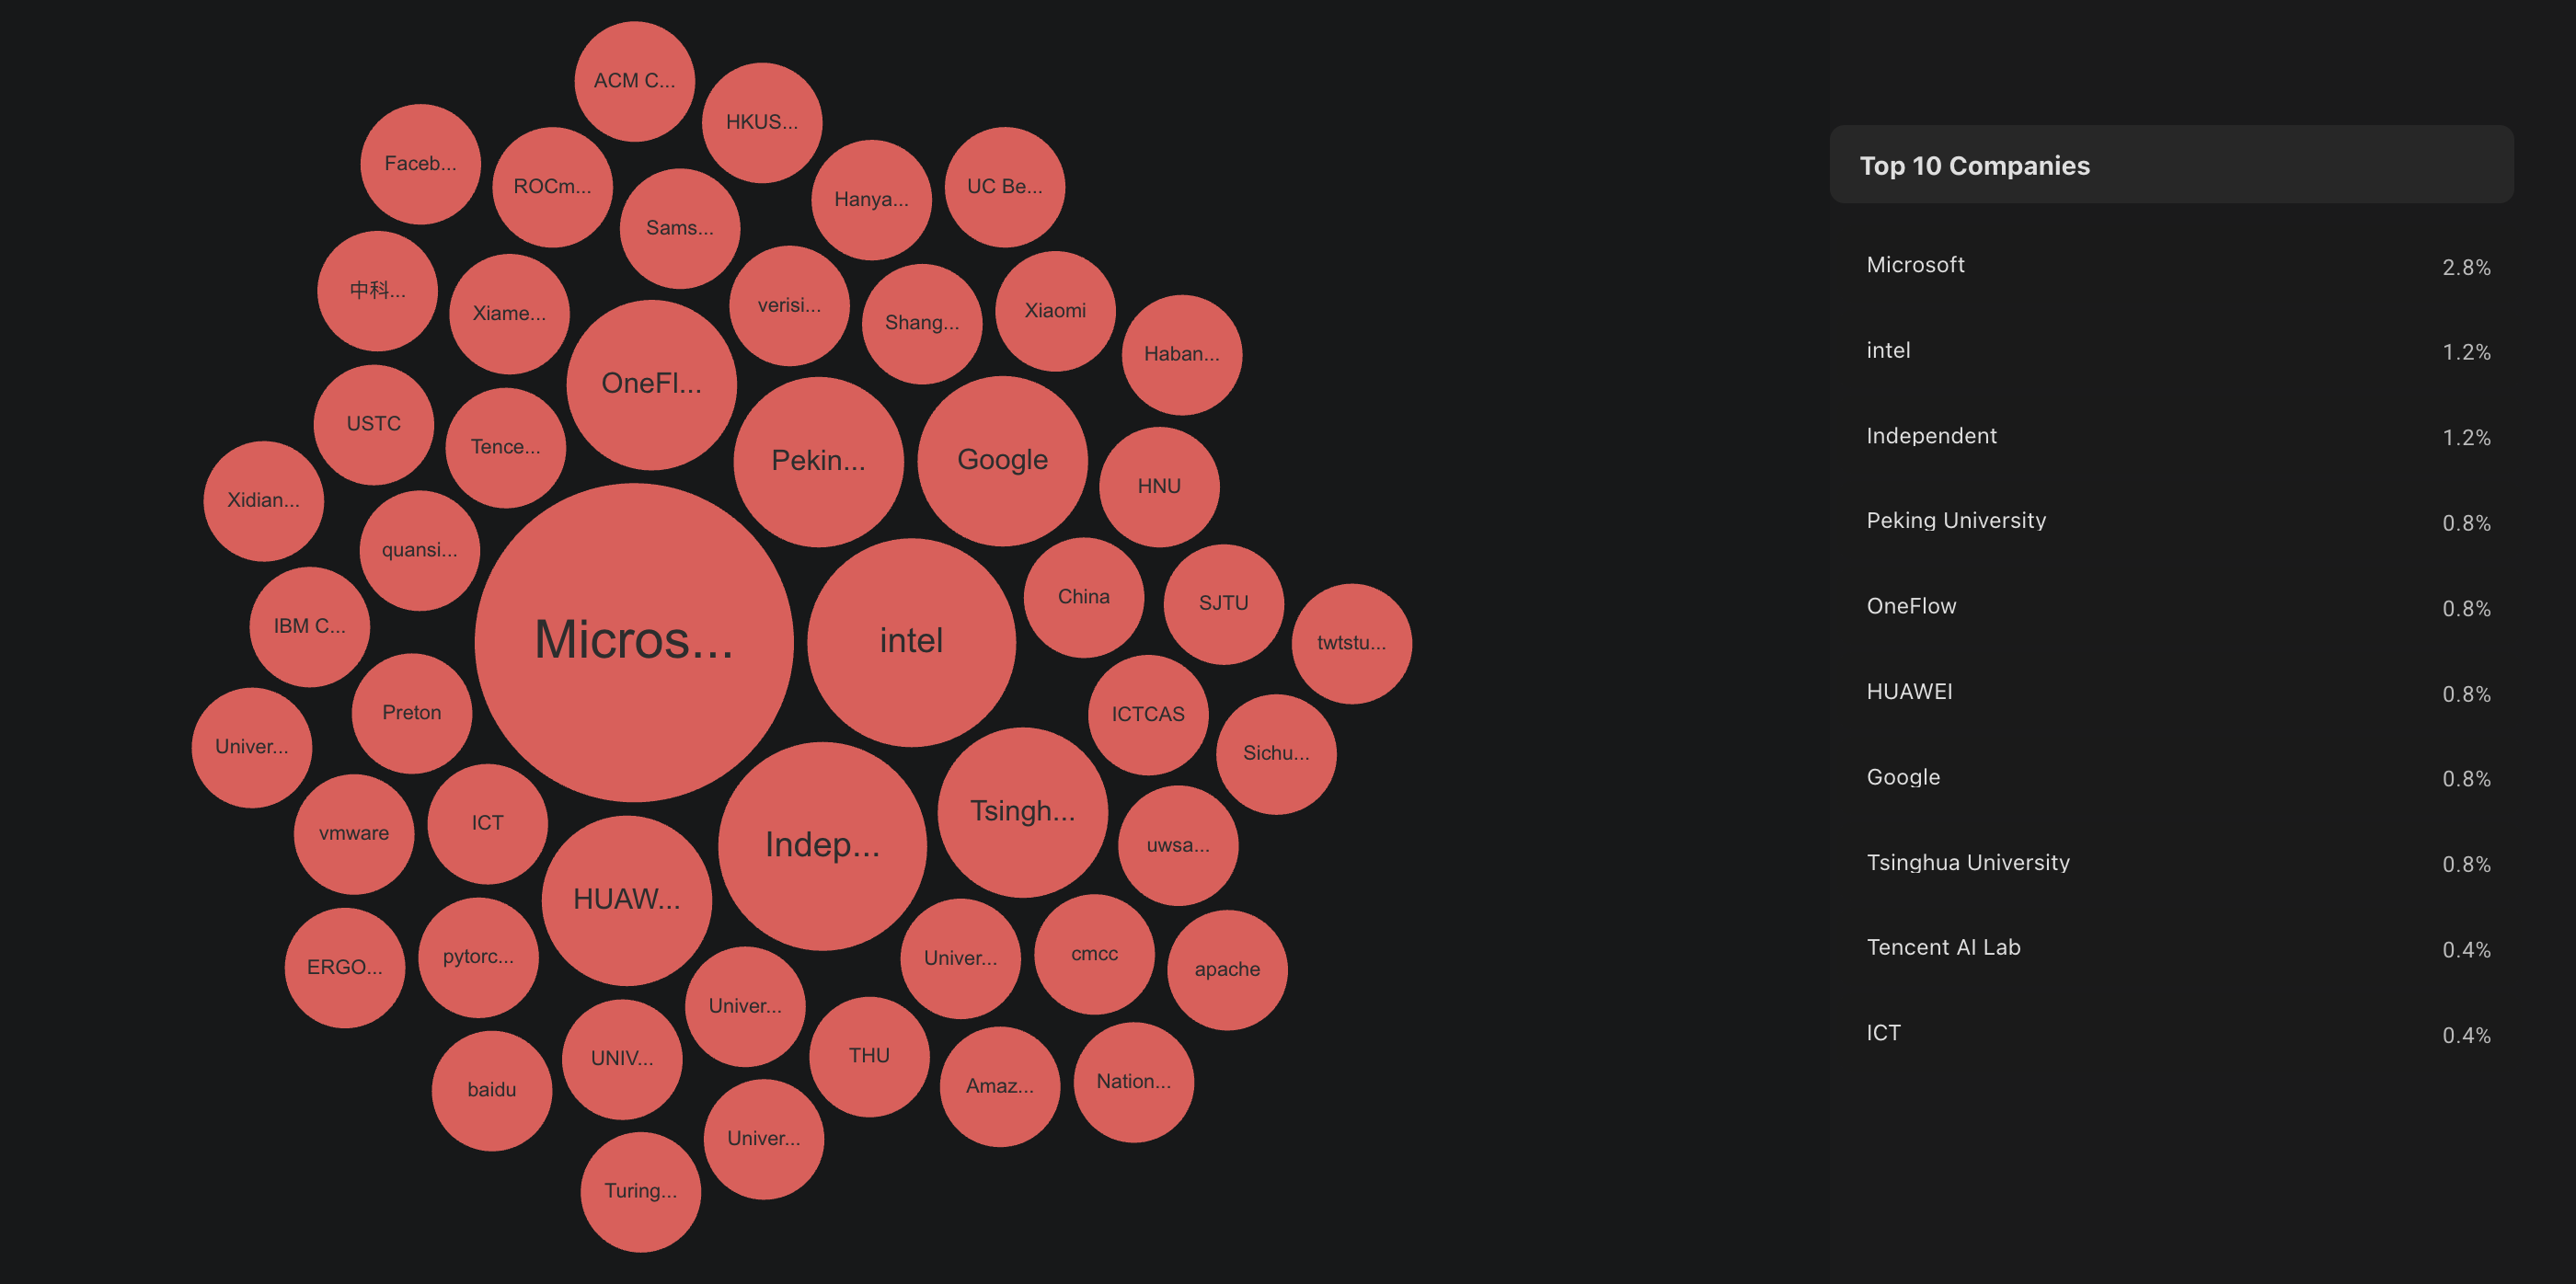 ACM C...
HKUS...
Faceb...
ROCm...
Hanya...
UC Be...
Sams...
中科...
Xiame...
verisi...
Shang...
Xiaomi
Haban...
OneFl...
USTC
Tence...
Pekin...
Google
HNU
Xidian...
quansi...
China
SJTU
IBM C...
Micros...
intel
twtstu...
Preton
ICTCAS
Univer...
Sichu...
vmware
ICT
Tsingh...
Indep...
uwsa...
HUAW...
ERGO...
pytorc...
Univer...
cmcc
apache
Univer...
baidu
UNIV...
THU
Amaz...
Nation...
Univer...
Turing...
Top 10 Companies
Microsoft 2.8%
intel 1.2%
Independent 1.2%
Peking University 0.8%
OneFlow 0.8%
HUAWEI 0.8%
Google 0.8%
Tsinghua University 0.8%
Tencent AI Lab 0.4%
ICT 0.4%